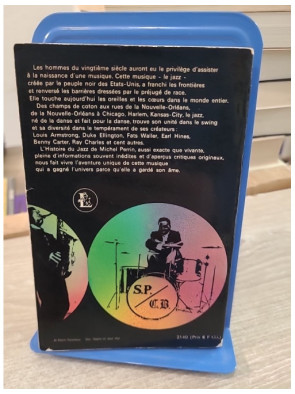 Les hommes du vingtième siècle auront eu le privilège d'assister
à la naissance d'une musique. Cette musique - le jazz -
créée par le peuple noir des Etats-Unis, a franchi les frontières
et renversé les barrières dressées par le préjugé de race.
Elle touche aujourd'hui les oreilles et les cœurs dans le monde entier.
Des champs de coton aux rues de la Nouvelle-Orléans,
de la Nouvelle-Orléans à Chicago, Harlem, Kansas-City, le jazz,
né de la danse et fait pour la danse, trouve son unité dans le swing
et sa diversité dans le tempérament de ses créateurs :
Louis Armstrong, Duke Ellington, Fats Waller, Earl Hines,
Benny Carter, Ray Charles et cent autres.
L'Histoire du Jazz de Michel Perrin, aussi exacte que vivante,
pleine d'informations souvent inédites et d'aperçus originaux,
nous fait vivre l'aventure unique de cette musique
qui a gagné l'univers parce qu'elle a gardé son âme.
S.P.
C.B.